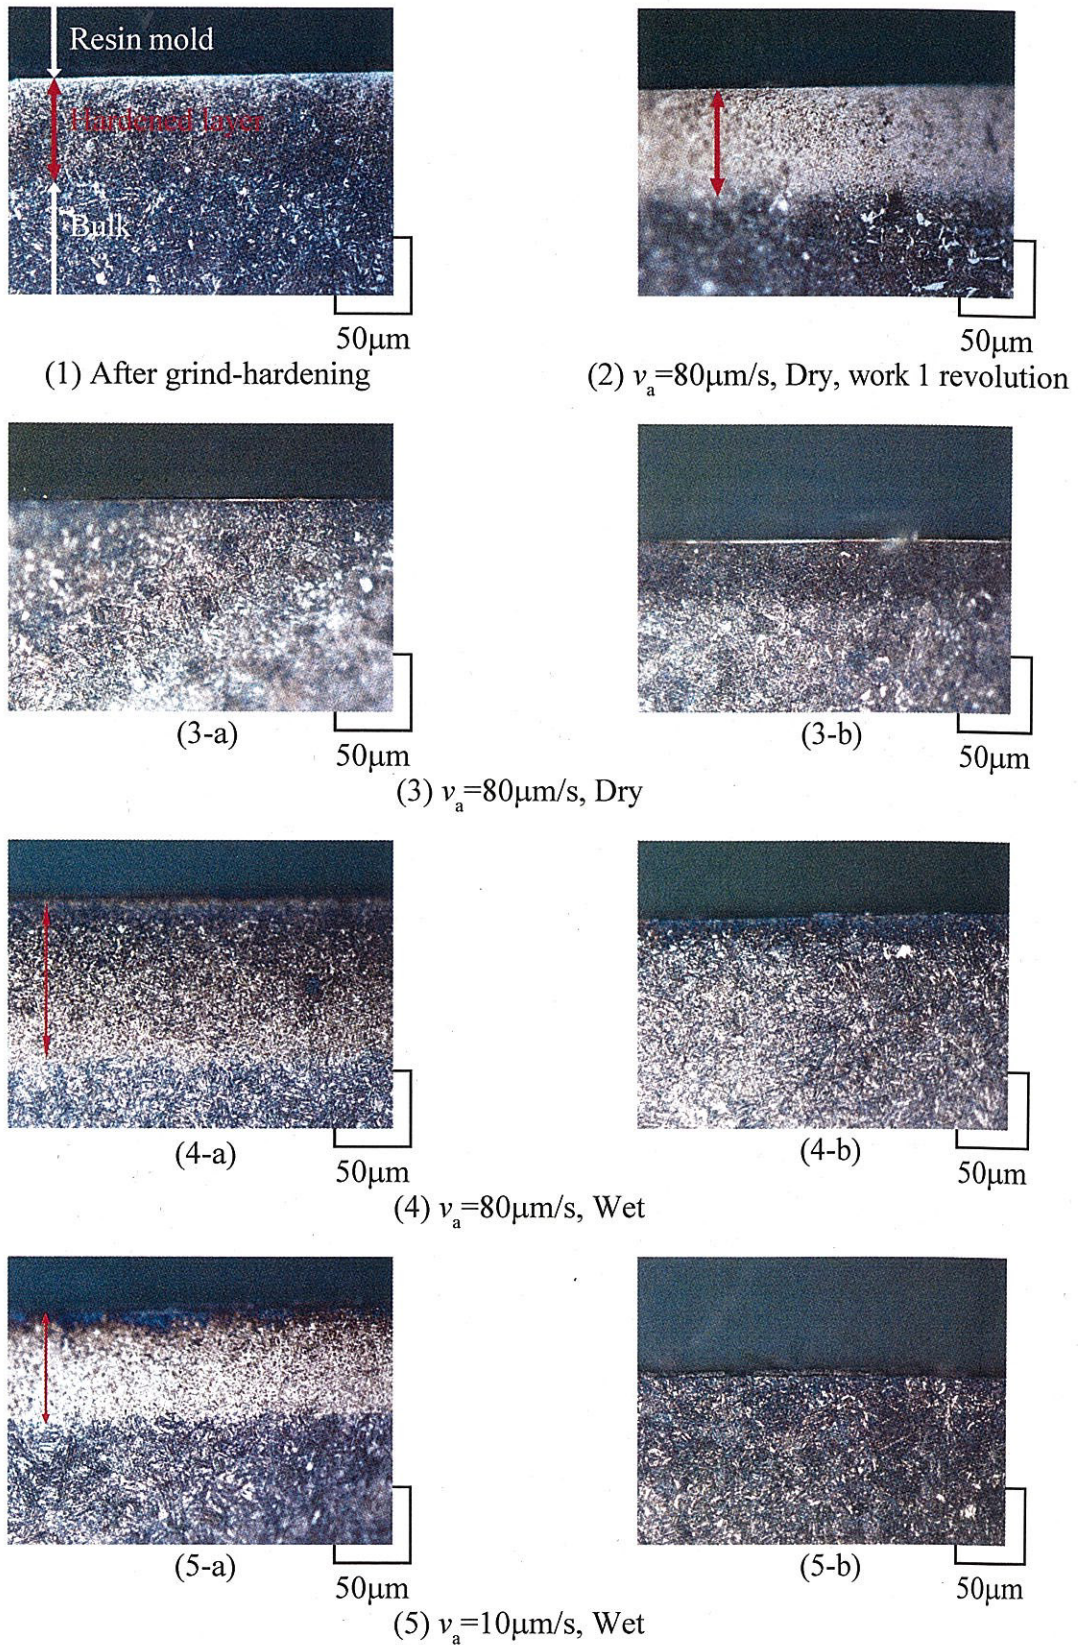 Resin mold
Hardened layer
Bulk
50μm
50μm
(1) After grind-hardening
(2) vₐ=80μm/s, Dry, work 1 revolution
(3-a)
(3-b)
50μm
50μm
(3) vₐ=80μm/s, Dry
(4-a)
(4-b)
50μm
50μm
(4) vₐ=80μm/s, Wet
(5-a)
(5-b)
50μm
50μm
(5) vₐ=10μm/s, Wet